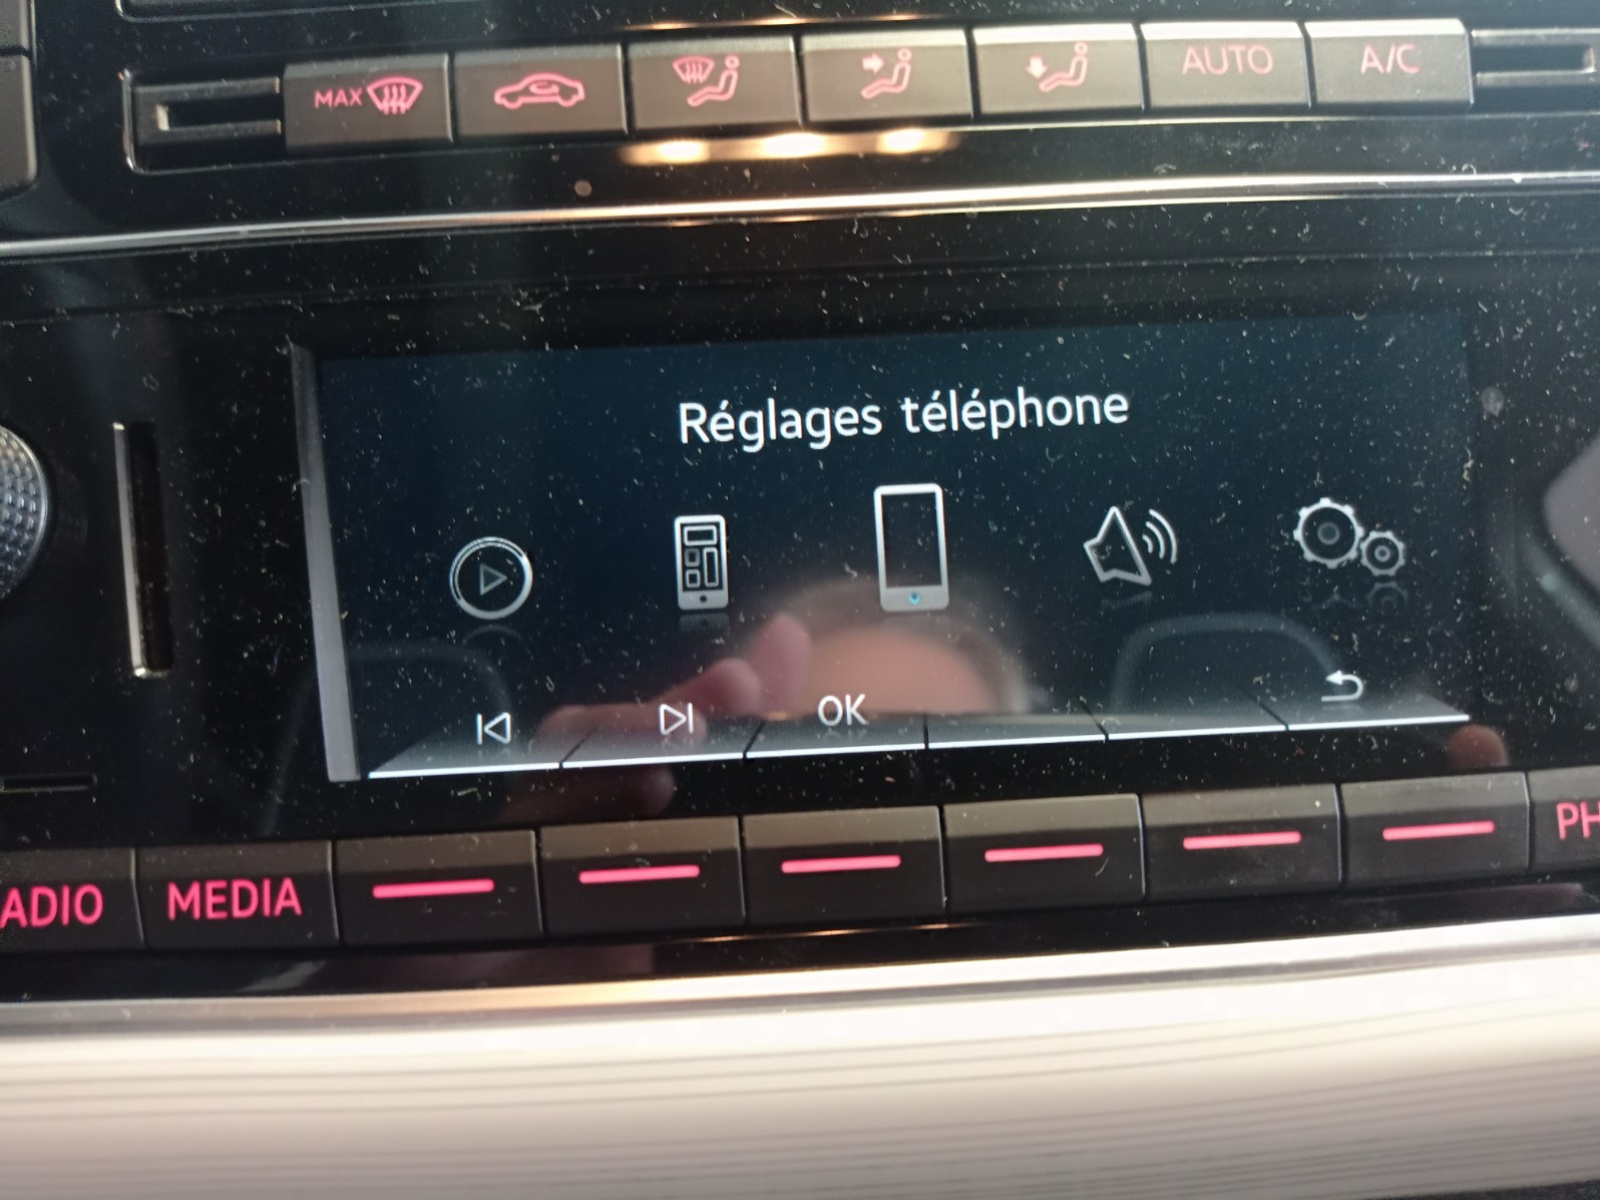 MAX
AUTO
A/C
Réglages téléphone
OK
ADIO
MEDIA
PH